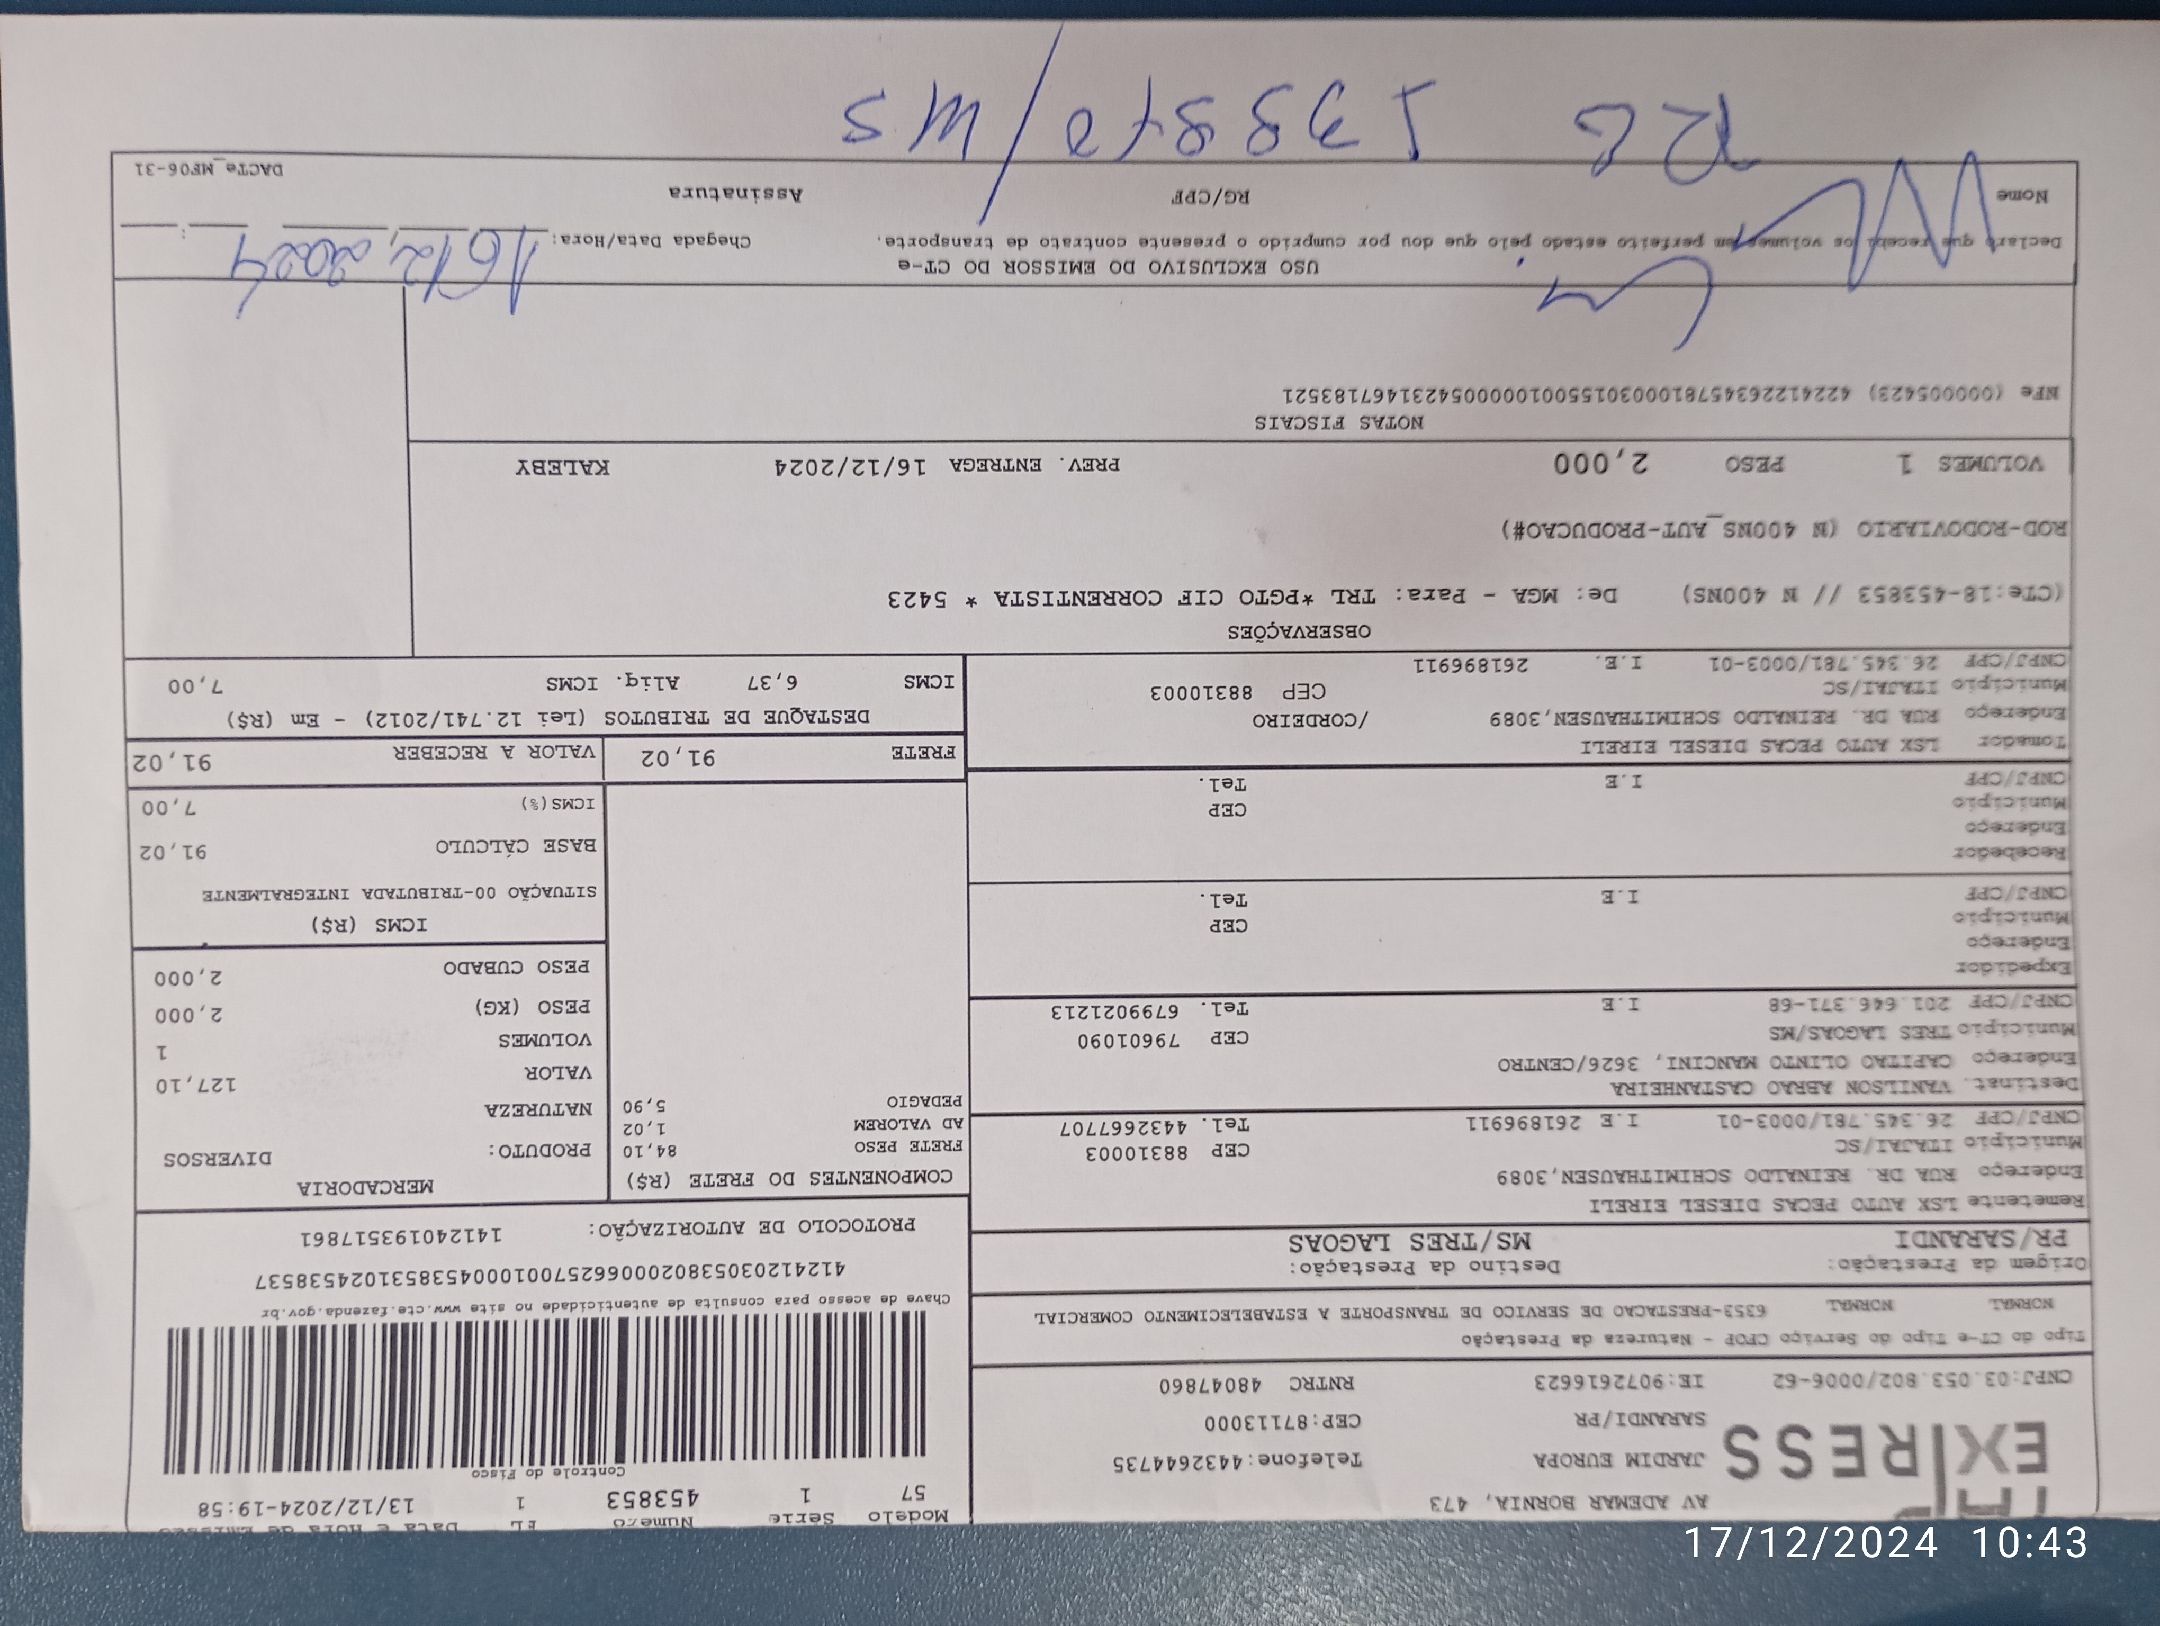 EXPRESS
AV ADEMAR BORNIA, 473
JARDIM EUROPA Telefone:4432644735
SARANDI/PR CEP:87113000
CNPJ:03.053.802/0006-62 IE:9072616623 RNTRC 48047860
Modelo Série Número FL Data e Hora de Emissão
57 1 453853 1 13/12/2024-19:58
Controle do Fisco
Chave de acesso para consulta de autenticidade no site www.cte.fazenda.gov.br
41241203053802000662570010004538531024538537
PROTOCOLO DE AUTORIZAÇÃO: 141240193517861
Tipo do CT-e Tipo do Serviço CFOP - Natureza da Prestação
NORMAL NORMAL 6353-PRESTACAO DE SERVICO DE TRANSPORTE A ESTABELECIMENTO COMERCIAL
Origem da Prestação: Destino da Prestação:
PR/SARANDI MS/TRES LAGOAS
Remetente LSX AUTO PECAS DIESEL EIRELI
Endereço RUA DR. REINALDO SCHIMITHAUSEN,3089
Município ITAJAI/SC CEP 88310003
CNPJ/CPF 26.345.781/0003-01 I.E 261896911 Tel. 4432667707
Destinat. VANILSON ABRAO CASTANHEIRA
Endereço CAPITAO OLINTO MANCINI, 3626/CENTRO
Município TRES LAGOAS/MS CEP 79601090
CNPJ/CPF 201.646.371-68 I.E Tel. 6799021213
Expedidor
Endereço
Município CEP
CNPJ/CPF I.E Tel.
Recebedor
Endereço
Município CEP
CNPJ/CPF I.E Tel.
Tomador LSX AUTO PECAS DIESEL EIRELI
Endereço RUA DR. REINALDO SCHIMITHAUSEN,3089 /CORDEIRO
Município ITAJAI/SC CEP 88310003
CNPJ/CPF 26.345.781/0003-01 I.E. 261896911
COMPONENTES DO FRETE (R$)
FRETE PESO 84,10
AD VALOREM 1,02
PEDAGIO 5,90
MERCADORIA
PRODUTO: DIVERSOS
NATUREZA
VALOR 127,10
VOLUMES 1
PESO (KG) 2,000
PESO CUBADO 2,000
ICMS (R$)
SITUAÇÃO 00-TRIBUTADA INTEGRALMENTE
BASE CÁLCULO 91,02
ICMS(%) 7,00
FRETE 91,02 VALOR A RECEBER 91,02
DESTAQUE DE TRIBUTOS (Lei 12.741/2012) - Em (R$)
ICMS 6,37 Aliq. ICMS 7,00
OBSERVAÇÕES
(CTe:18-453853 // N 400NS) De: MGA - Para: TRL *PGTO CIF CORRENTISTA * 5423
ROD-RODOVIARIO (N 400NS_AUT-PRODUCAO#)
VOLUMES 1 PESO 2,000 PREV. ENTREGA 16/12/2024 KALEBY
NOTAS FISCAIS
NFe (000005423) 42241226345781000301550010000054231467183521
USO EXCLUSIVO DO EMISSOR DO CT-e
Declaro que recebi os volumes em perfeito estado pelo que dou por cumprido o presente contrato de transporte. Chegada Data/Hora: 16 12 2024
Nome RG/CPF Assinatura
DACTe_MF06-31
RG 138870/MS
17/12/2024 10:43